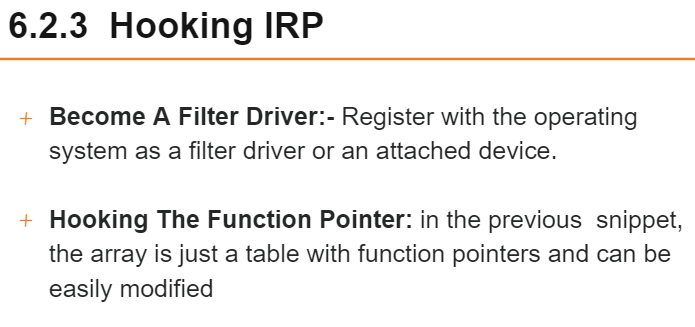 6.2.3 Hooking IRP
+ Become A Filter Driver:- Register with the operating
system as a filter driver or an attached device.
+ Hooking The Function Pointer: in the previous snippet,
the array is just a table with function pointers and can be
easily modified